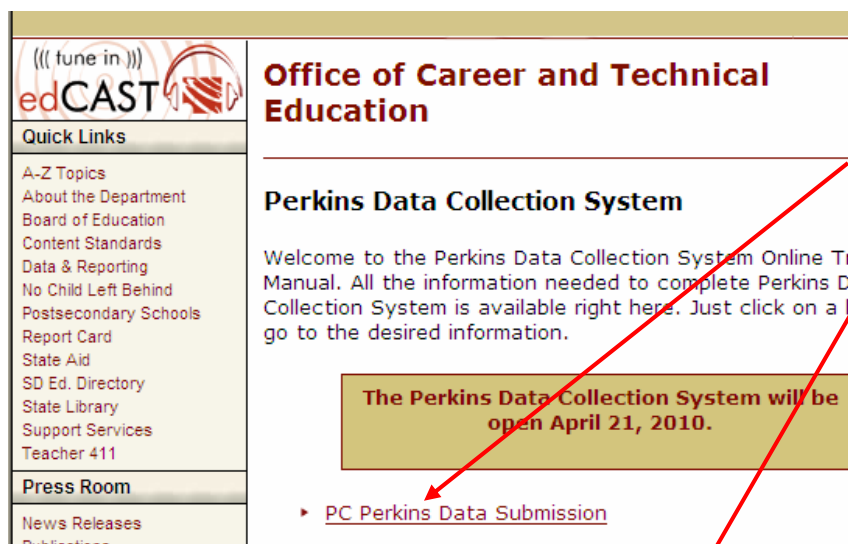 ((( tune in )))
edCAST
Quick Links
A-Z Topics
About the Department
Board of Education
Content Standards
Data & Reporting
No Child Left Behind
Postsecondary Schools
Report Card
State Aid
SD Ed. Directory
State Library
Support Services
Teacher 411
Press Room
News Releases
Publications
Office of Career and Technical
Education
Perkins Data Collection System
Welcome to the Perkins Data Collection System Online
Manual. All the information needed to complete Perkins
Collection System is available right here. Just click on a
go to the desired information.
The Perkins Data Collection System will be
open April 21, 2010.
PC Perkins Data Submission